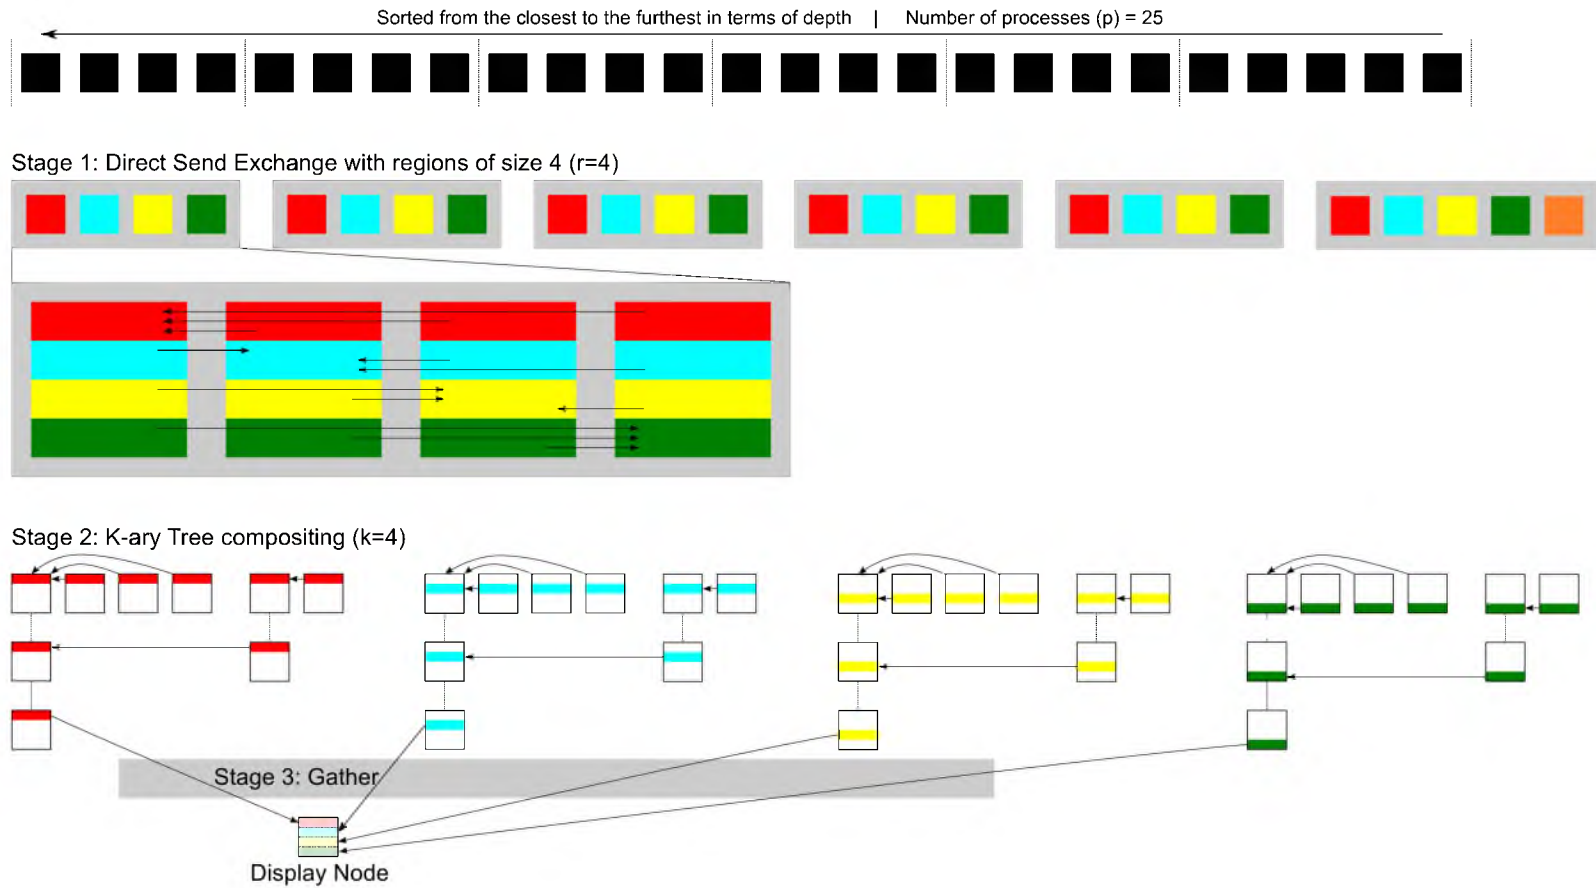 Sorted from the closest to the furthest in terms of depth | Number of processes (p) = 25
Stage 1: Direct Send Exchange with regions of size 4 (r=4)
Stage 2: K-ary Tree compositing (k=4)
Stage 3: Gather
Display Node